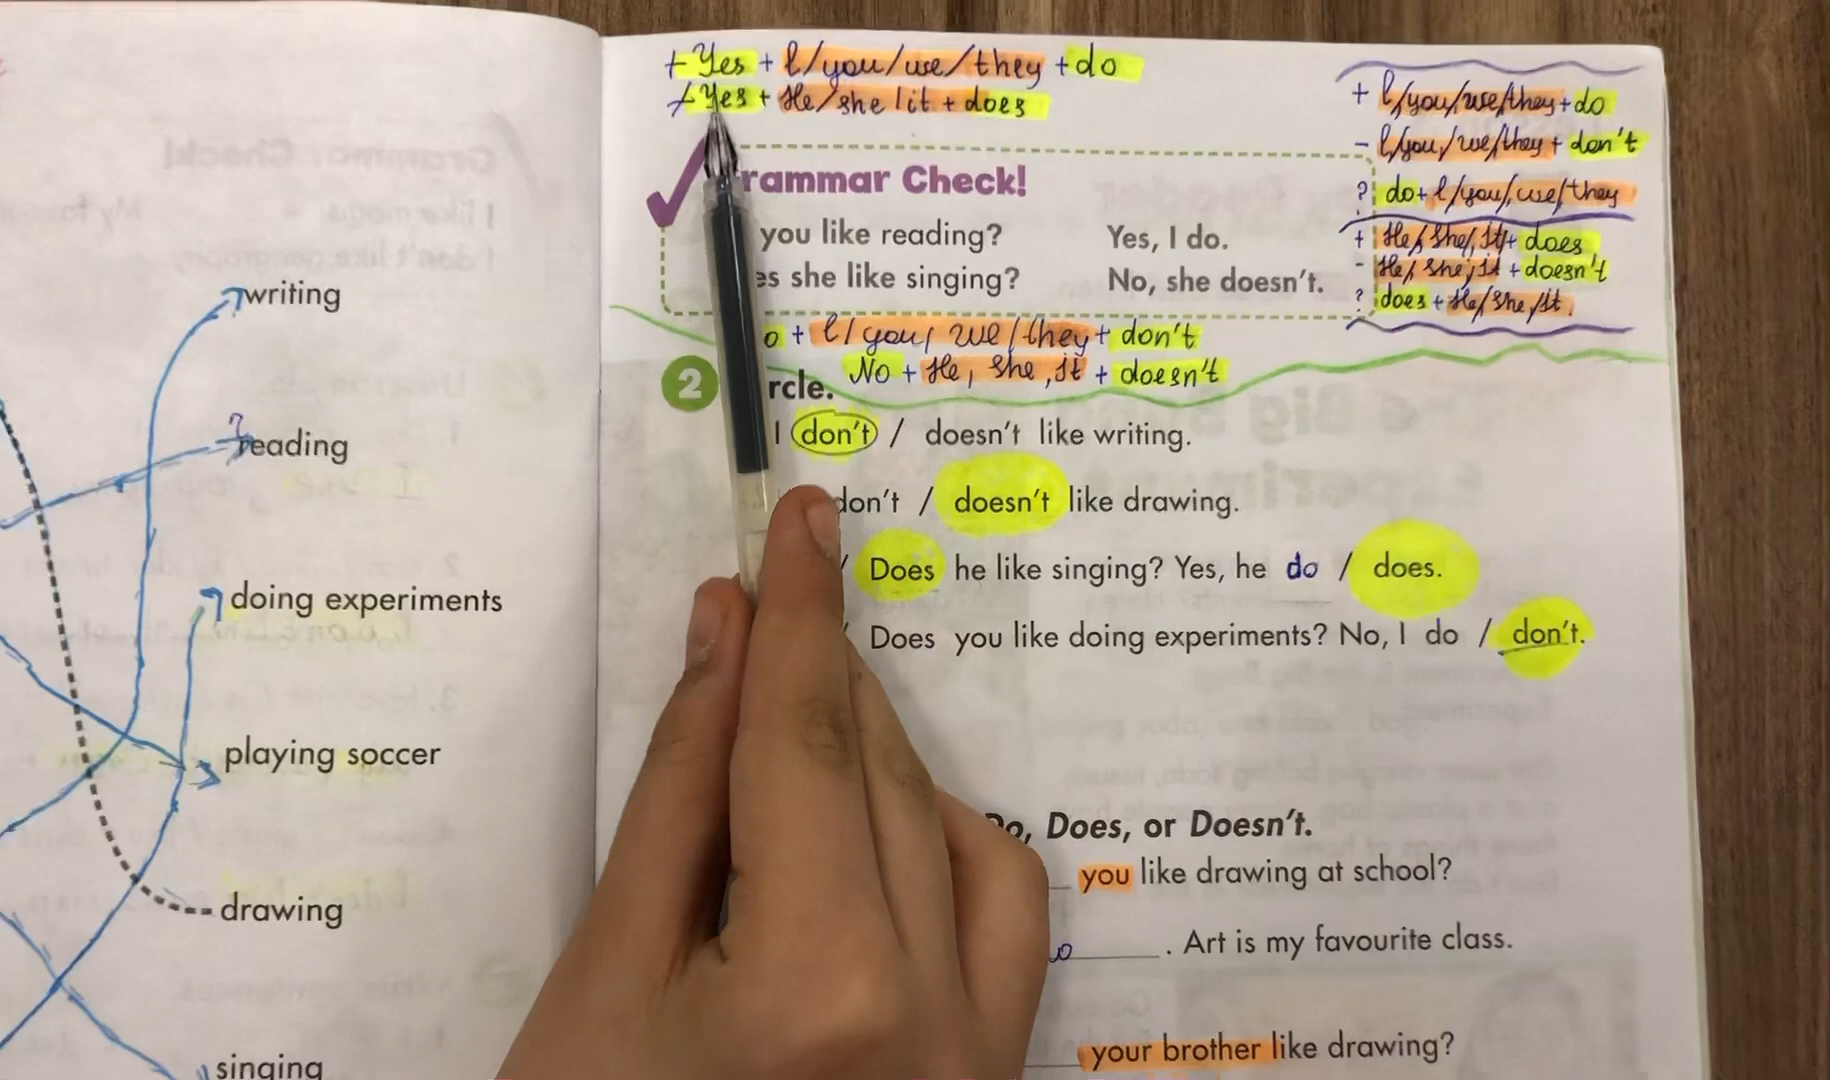 writing
reading
doing experiments
playing soccer
drawing
singing
+ Yes + I/you/we/they + do
+ Yes + He/she/it + does
+ I/you/we/they + do
- I/you/we/they + don't
? do + I/you/we/they
+ He, She, It + does
- He, She, it + doesn't
? does + He/She/It.
Grammar Check!
you like reading? Yes, I do.
she like singing? No, she doesn't.
+ I/you, we/they + don't
No + He, She, it + doesn't
2
I don't / doesn't like writing.
don't / doesn't like drawing.
/ Does he like singing? Yes, he do / does.
/ Does you like doing experiments? No, I do / don't.
Do, Does, or Doesn't.
you like drawing at school?
. Art is my favourite class.
your brother like drawing?